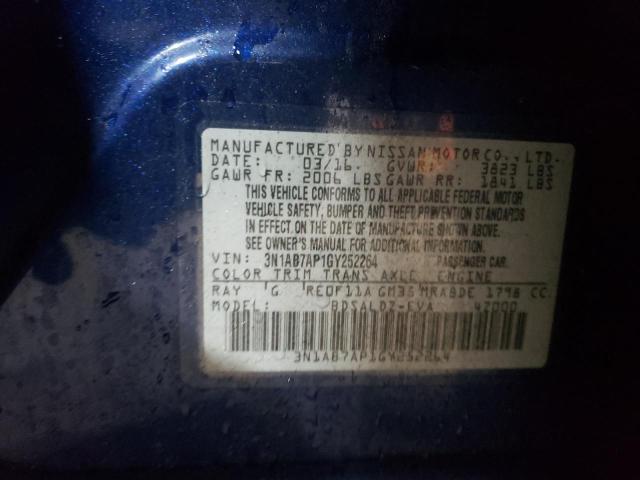 MANUFACTURED BY NISSAN MOTOR CO., LTD.
DATE: 03/16 GVWR: 3823 LBS
GAWR FR: 2006 LBS GAWR RR: 1841 LBS
THIS VEHICLE CONFORMS TO ALL APPLICABLE FEDERAL MOTOR
VEHICLE SAFETY, BUMPER AND THEFT PREVENTION STANDARDS
IN EFFECT ON THE DATE OF MANUFACTURE SHOWN ABOVE.
SEE OWNER'S MANUAL FOR ADDITIONAL INFORMATION.
VIN: 3N1AB7AP1GY252264 PASSENGER CAR
COLOR TRIM TRANS AXLE ENGINE
RAY G RE0F11A GM35 MRA8DE 1798 CC
MODEL: BDSALDZ-EVA 47000
3N1AB7AP1GY252264